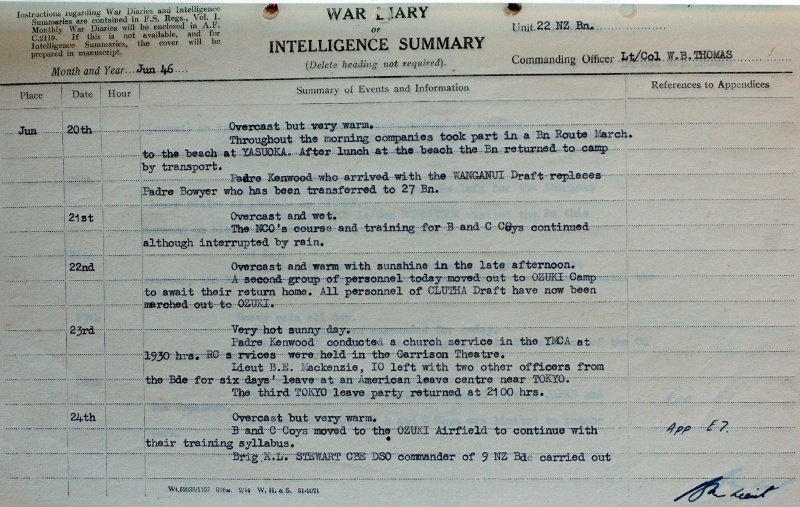 Instructions regarding War Diaries and Intelligence
Summaries are contained in F.S. Regs., Vol. I.
Monthly War Diaries will be enclosed in A.F.
C.2119. If this is not available, and for
Intelligence Summaries, the cover will be
prepared in manuscript.
Month and Year Jun 46
WAR DIARY
or
INTELLIGENCE SUMMARY
(Delete heading not required).
Unit 22 NZ Bn.
Commanding Officer Lt/Col W.B.THOMAS
Place Date Hour Summary of Events and Information References to Appendices
Jun 20th Overcast but very warm.
Throughout the morning companies took part in a Bn Route March.
to the beach at YASUOKA. After lunch at the beach the Bn returned to camp
by transport.
Padre Kenwood who arrived with the WANGANUI Draft replaces
Padre Bowyer who has been transferred to 27 Bn.
21st Overcast and wet.
The NCO's course and training for B and C Coys continued
although interrupted by rain.
22nd Overcast and warm with sunshine in the late afternoon.
A second group of personnel today moved out to OZUKI Camp
to await their return home. All personnel of CLUTHA Draft have now been
marched out to OZUKI.
23rd Very hot sunny day.
Padre Kenwood conducted a church service in the YMCA at
1930 hrs. RC s rvices were held in the Garrison Theatre.
Lieut B.E. Mackenzie, IO left with two other officers from
the Bde for six days' leave at an American leave centre near TOKYO.
The third TOKYO leave party returned at 2100 hrs.
24th Overcast but very warm.
B and C Coys moved to the OZUKI Airfield to continue with App E7.
their training syllabus.
Brig K.L. STEWART CBE DSO commander of 9 NZ Bde carried out
W. H. & S. 51-5071
Lieut